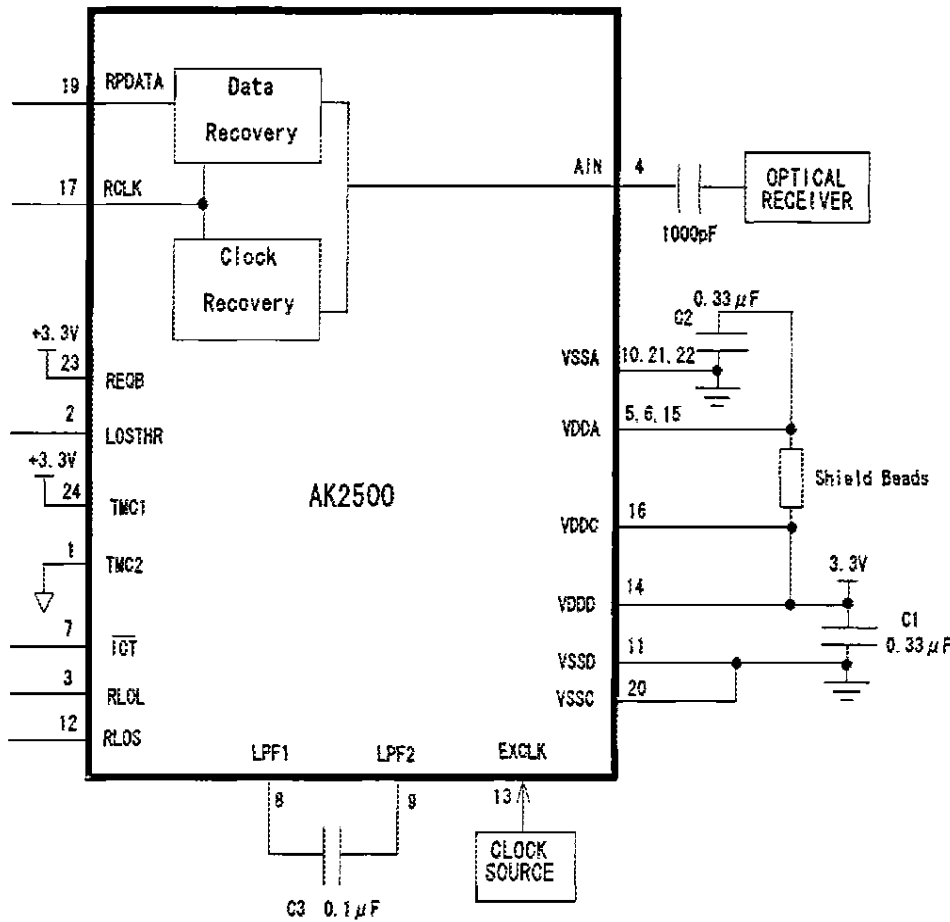 19 RPDATA
Data
Recovery
17 RCLK
Clock
Recovery
AIN 4
1000pF
OPTICAL
RECEIVER
0.33μF
C2
VSSA 10.21,22
VDDA 5,6,15
Shield Beads
VDDC 16
3.3V
VDDD 14
C1
0.33μF
VSSD 11
VSSC 20
+3.3V
23 REQB
2 LOSTHR
+3.3V
24 TMC1
AK2500
1 TMC2
7 ICT
3 RLOL
12 RLOS
LPF1 LPF2 EXCLK
8 9 13
CLOCK
SOURCE
C3 0.1μF